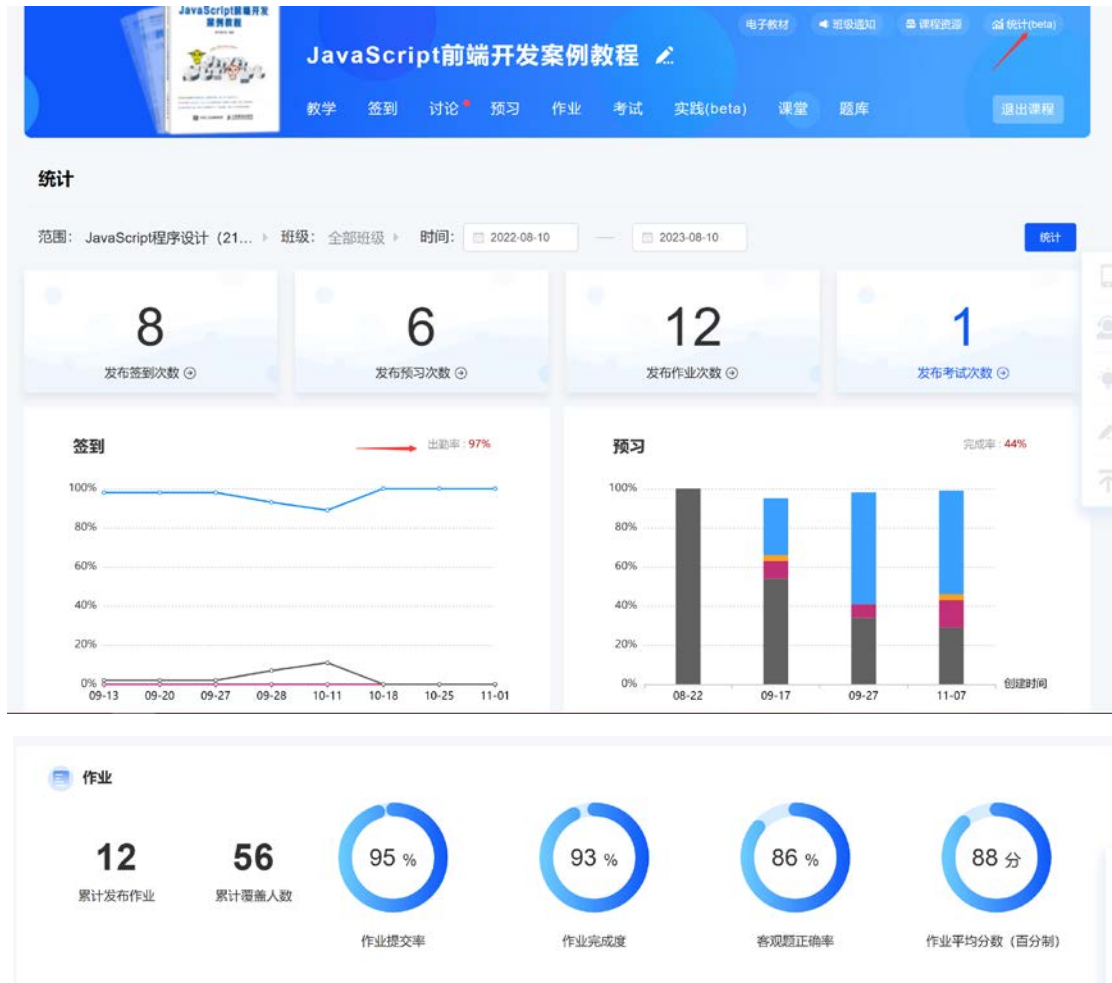 JavaScript前端开发
案例教程
电子教材 班级通知 课程资源 统计(beta)
JavaScript前端开发案例教程
教学 签到 讨论 预习 作业 考试 实践(beta) 课堂 题库 退出课程
统计
范围: JavaScript程序设计 (21... 班级: 全部班级 时间: 2022-08-10 — 2023-08-10 统计
8 6 12 1
发布签到次数 发布预习次数 发布作业次数 发布考试次数
签到 出勤率 : 97%
100%
80%
60%
40%
20%
0%
09-13 09-20 09-27 09-28 10-11 10-18 10-25 11-01
预习 完成率 : 44%
100%
80%
60%
40%
20%
0%
08-22 09-17 09-27 11-07 创建时间
作业
12 56 95 % 93 % 86 % 88 分
累计发布作业 累计覆盖人数
作业提交率 作业完成度 客观题正确率 作业平均分数（百分制）